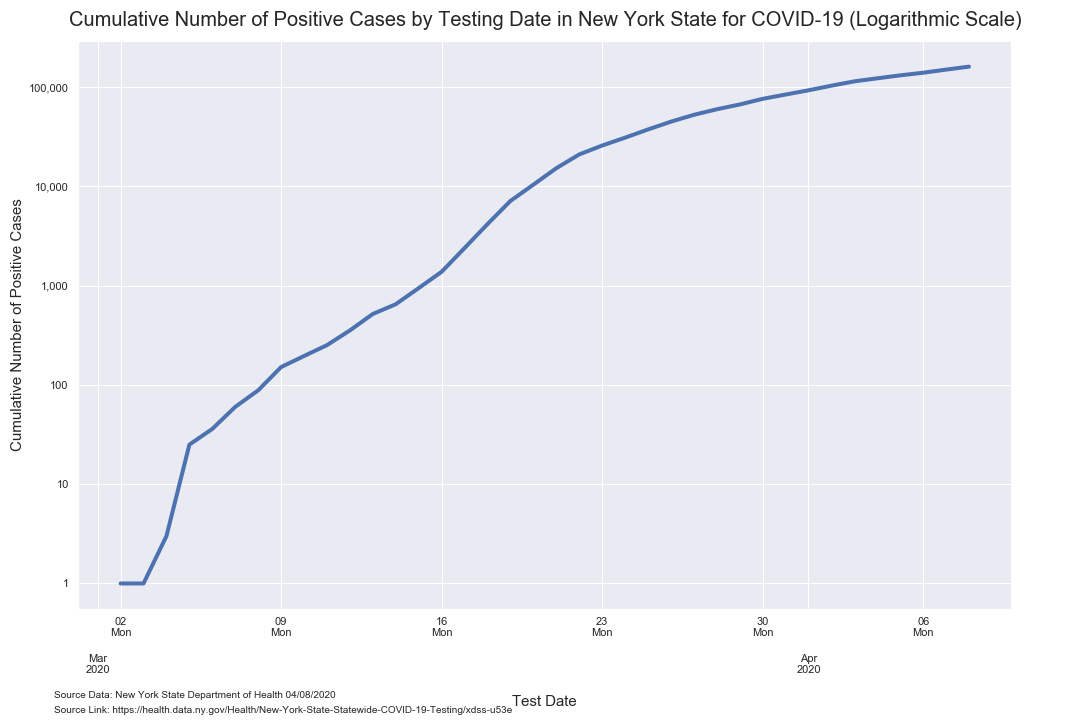 Cumulative Number of Positive Cases by Testing Date in New York State for COVID-19 (Logarithmic Scale)
Cumulative Number of Positive Cases
100,000
10,000
1,000
100
10
1
02 09 16 23 30 06
Mon Mon Mon Mon Mon Mon
Mar Apr
2020 2020
Test Date
Source Data: New York State Department of Health 04/08/2020
Source Link: https://health.data.ny.gov/Health/New-York-State-Statewide-COVID-19-Testing/xdss-u53e